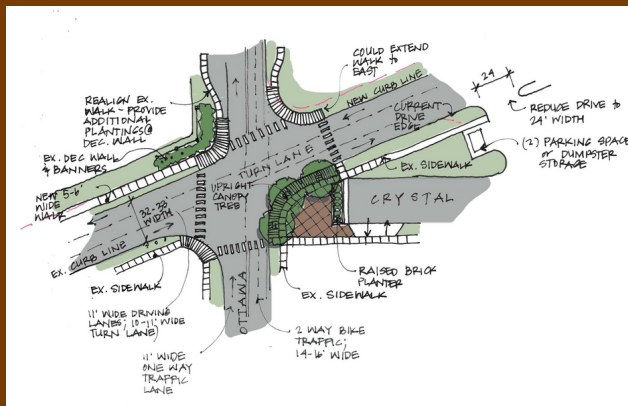 COULD EXTEND
WALK to
EAST
24
REALIGN EX.
WALK - PROVIDE
ADDITIONAL
PLANTINGS @
DEC. WALL
NEW CURB LINE
CURRENT
DRIVE
EDGE
REDUCE DRIVE to
24' WIDTH
(2) PARKING SPACE
or DUMPSTER
STORAGE
EX. DEC WALL
& BANNERS
TURN LANE
EX. SIDEWALK
NEW 5-6'
WIDE
WALK
UPRIGHT
CANOPY
TREE
CRYSTAL
32-38'
WIDTH
EX. CURB LINE
EX. SIDEWALK
RAISED BRICK
PLANTER
EX. SIDEWALK
OTTAWA
11' WIDE DRIVING
LANES; 10-11' WIDE
TURN LANE)
2 WAY BIKE
TRAFFIC;
14-16' WIDE
11' WIDE
ONE WAY
TRAFFIC
LANE